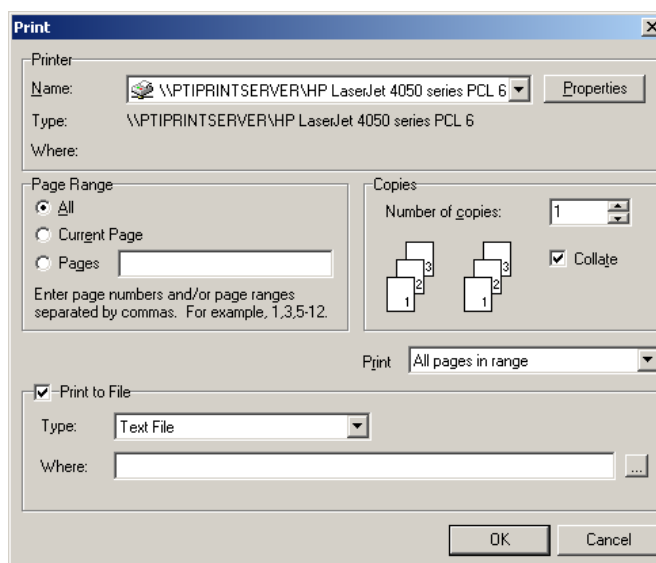 Print
Printer
Name:
\\PTIPRINTSERVER\HP LaserJet 4050 series PCL 6
Properties
Type:
\\PTIPRINTSERVER\HP LaserJet 4050 series PCL 6
Where:
Page Range
All
Current Page
Pages
Enter page numbers and/or page ranges
separated by commas. For example, 1,3,5-12.
Copies
Number of copies:
1
1
2
3
1
2
3
Collate
Print
All pages in range
Print to File
Type:
Text File
Where:
...
OK
Cancel